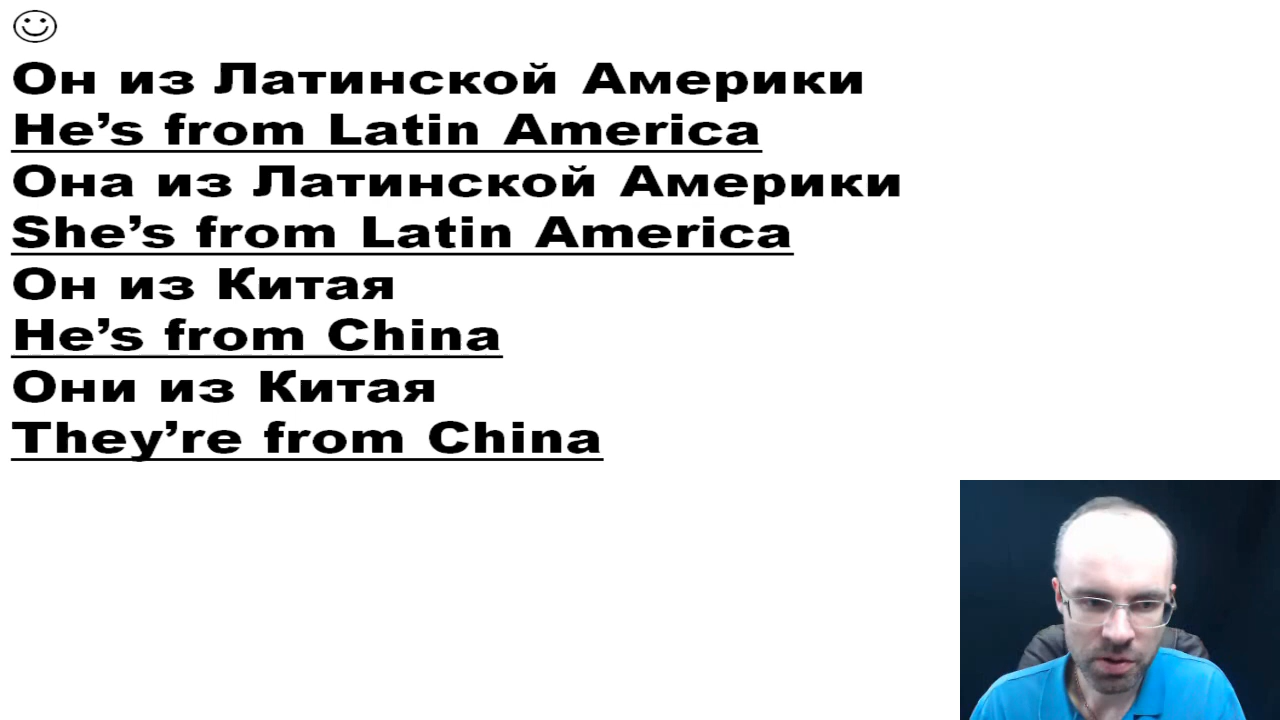 Он из Латинской Америки
He’s from Latin America
Она из Латинской Америки
She’s from Latin America
Он из Китая
He’s from China
Они из Китая
They’re from China